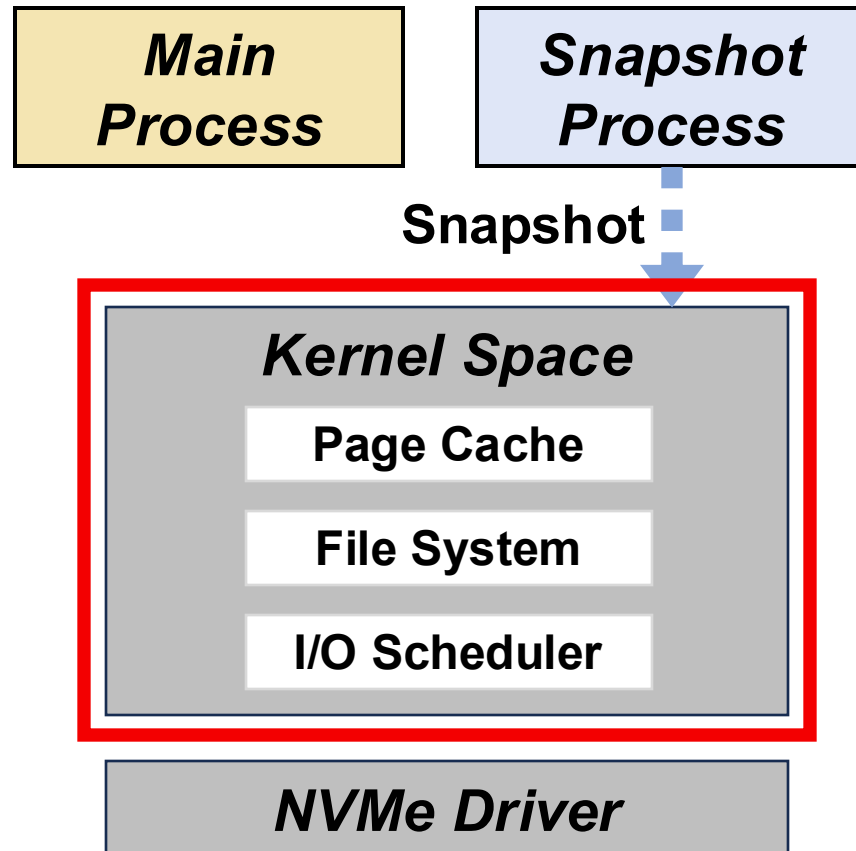 Main
Process
Snapshot
Process
Snapshot
Kernel Space
Page Cache
File System
I/O Scheduler
NVMe Driver